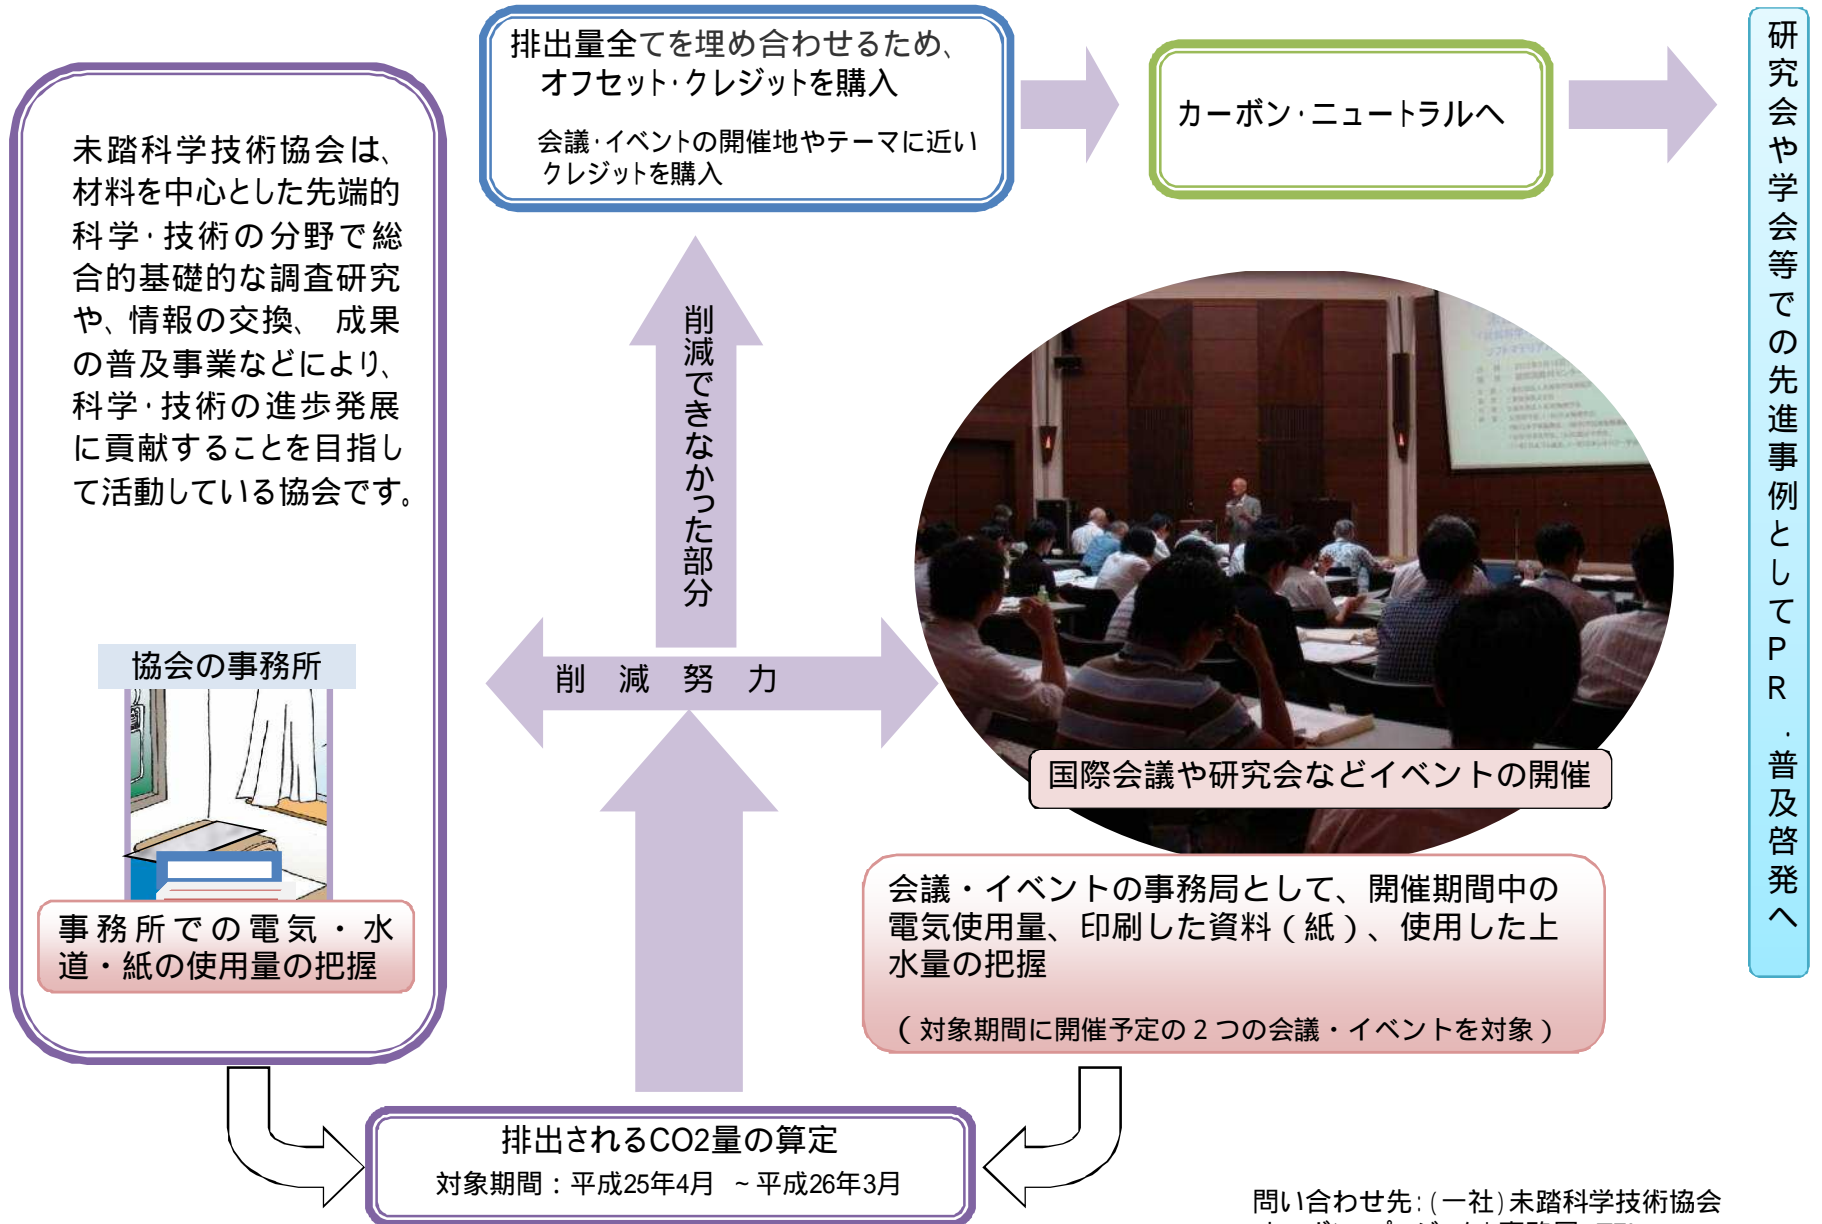 未踏科学技術協会は、
材料を中心とした先端的
科学・技術の分野で総
合的基礎的な調査研究
や、情報の交換、 成果
の普及事業などにより、
科学・技術の進歩発展
に貢献することを目指し
て活動している協会です。
協会の事務所
事務所での電気・水
道・紙の使用量の把握
排出量全てを埋め合わせるため、
オフセット・クレジットを購入
会議・イベントの開催地やテーマに近い
クレジットを購入
カーボン・ニュートラルへ
研究会や学会等での先進事例としてPR・普及啓発へ
削減できなかった部分
削減努力
国際会議や研究会などイベントの開催
会議・イベントの事務局として、開催期間中の
電気使用量、印刷した資料(紙)、使用した上
水量の把握
(対象期間に開催予定の2つの会議・イベントを対象)
排出されるCO2量の算定
対象期間:平成25年4月 ~平成26年3月
問い合わせ先:(一社)未踏科学技術協会